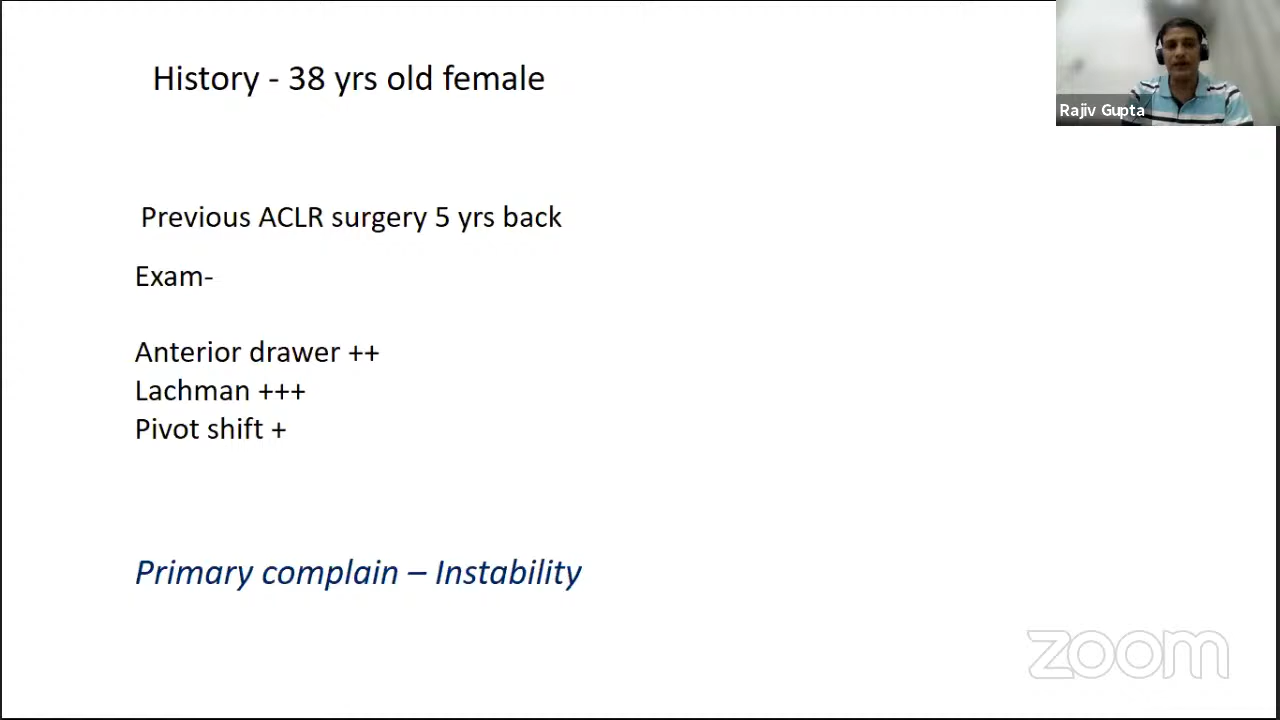 History - 38 yrs old female
Rajiv Gupta
Previous ACLR surgery 5 yrs back
Exam-
Anterior drawer ++
Lachman +++
Pivot shift +
Primary complain – Instability
zoom